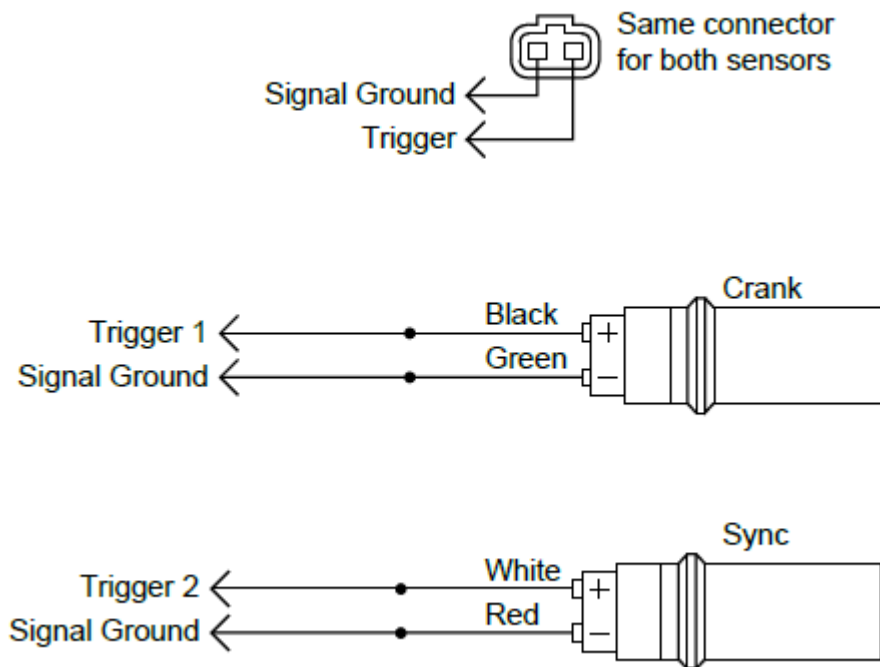 Same connector
for both sensors
Signal Ground
Trigger
Crank
Black
Trigger 1
+
Green
Signal Ground
−
Sync
White
Trigger 2
+
Red
Signal Ground
−